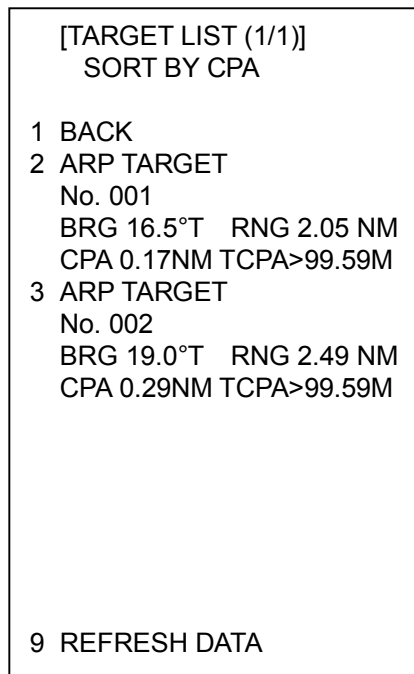 [TARGET LIST (1/1)]
SORT BY CPA
1 BACK
2 ARP TARGET
No. 001
BRG 16.5°T RNG 2.05 NM
CPA 0.17NM TCPA>99.59M
3 ARP TARGET
No. 002
BRG 19.0°T RNG 2.49 NM
CPA 0.29NM TCPA>99.59M
9 REFRESH DATA